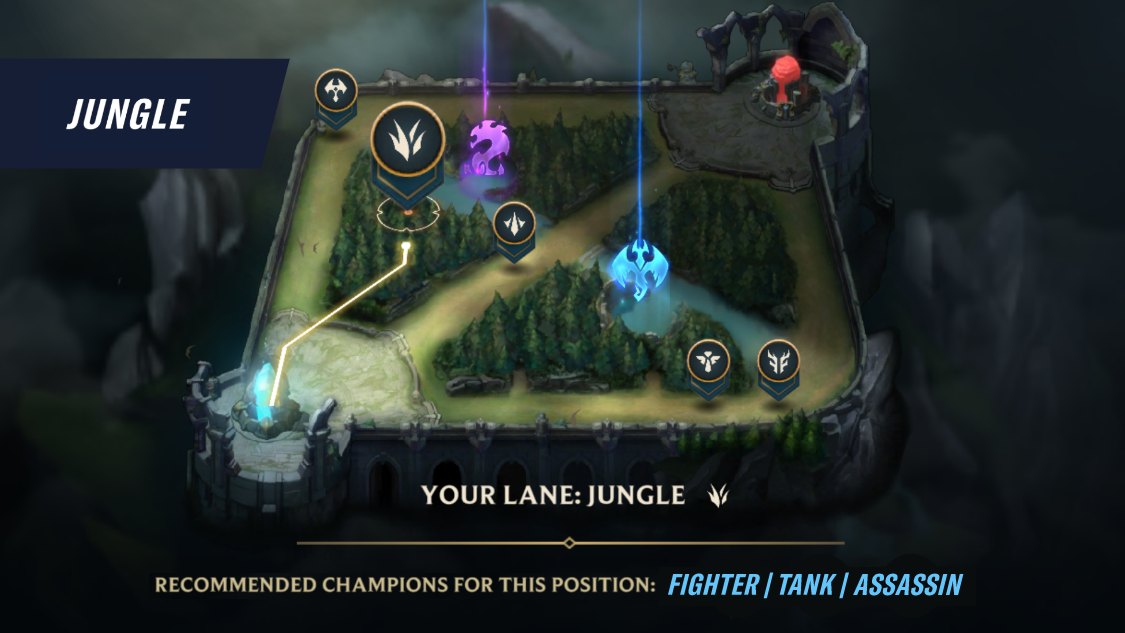 JUNGLE
YOUR LANE: JUNGLE
RECOMMENDED CHAMPIONS FOR THIS POSITION: FIGHTER | TANK | ASSASSIN